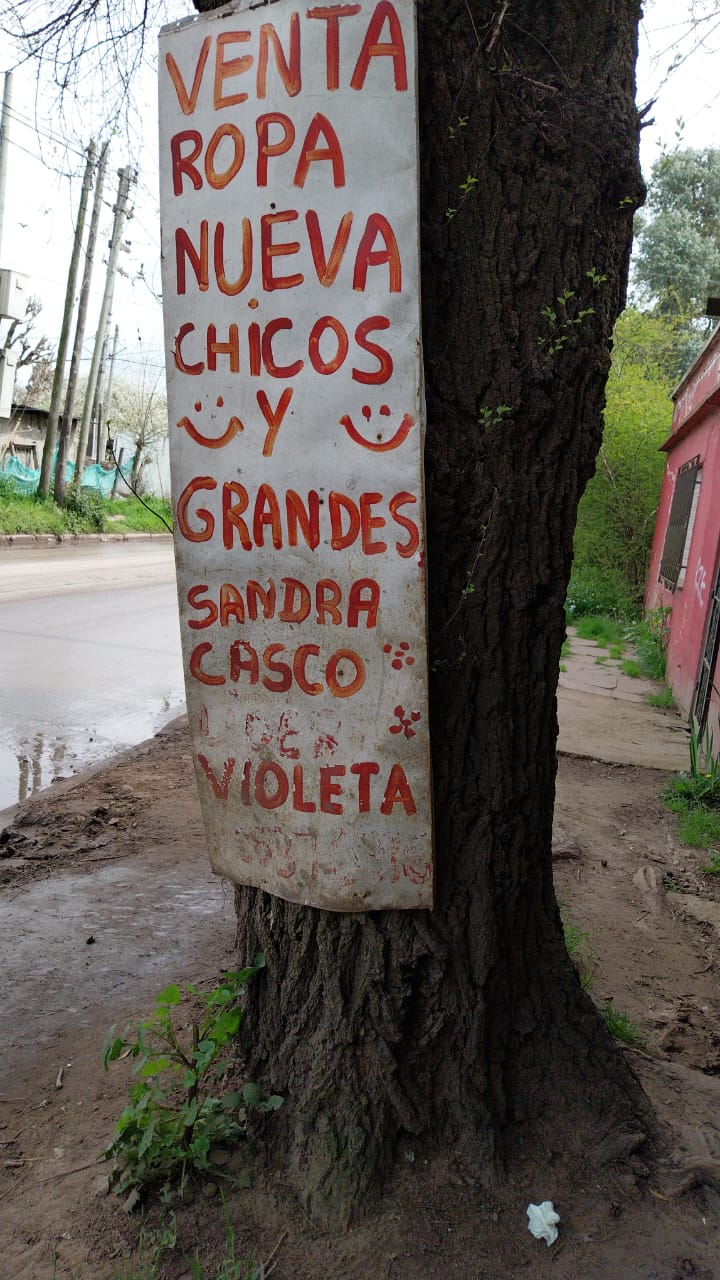 VENTA
ROPA
NUEVA
CHICOS
Y
GRANDES
SANDRA
CASCO
VIOLETA